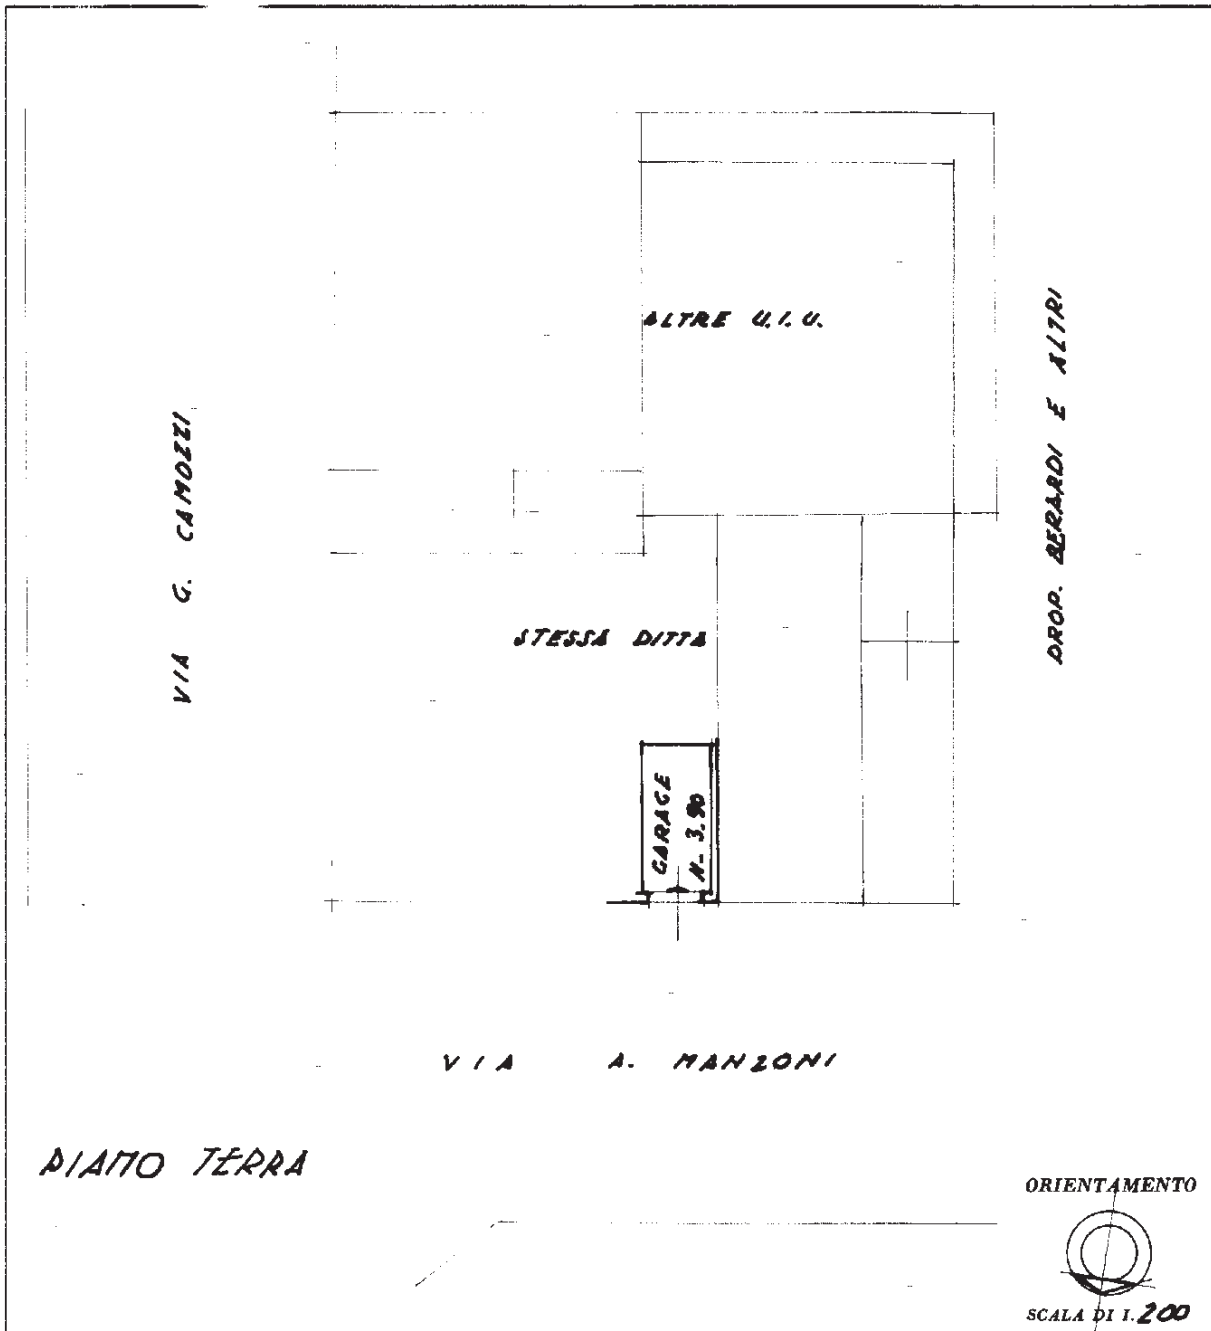 ALTRE U.I.U.
PROP. BERARDI E ALTRI
VIA G. CAMOZZI
STESSA DITTA
GARAGE
H= 3.90
VIA A. MANZONI
PIANO TERRA
ORIENTAMENTO
SCALA DI 1. 200